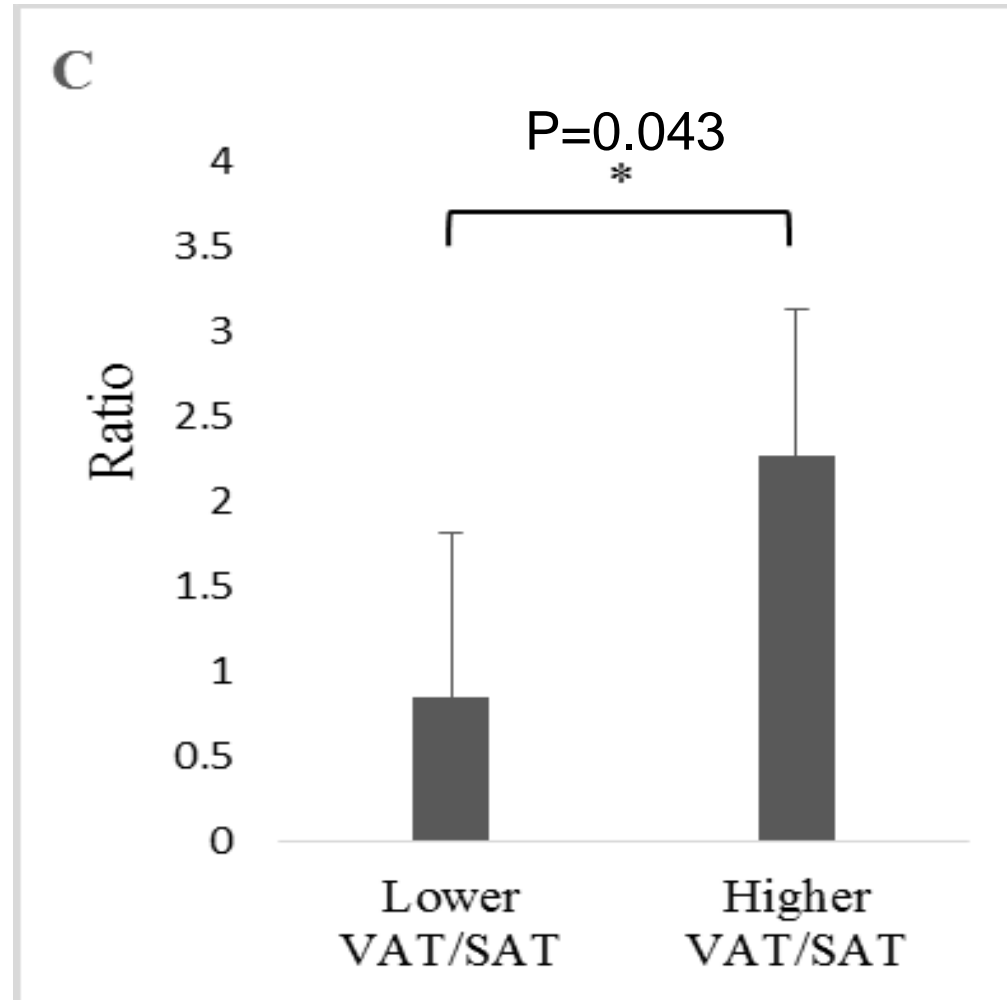 C
P=0.043
*
4
3.5
3
2.5
2
1.5
1
0.5
0
Ratio
Lower
VAT/SAT
Higher
VAT/SAT